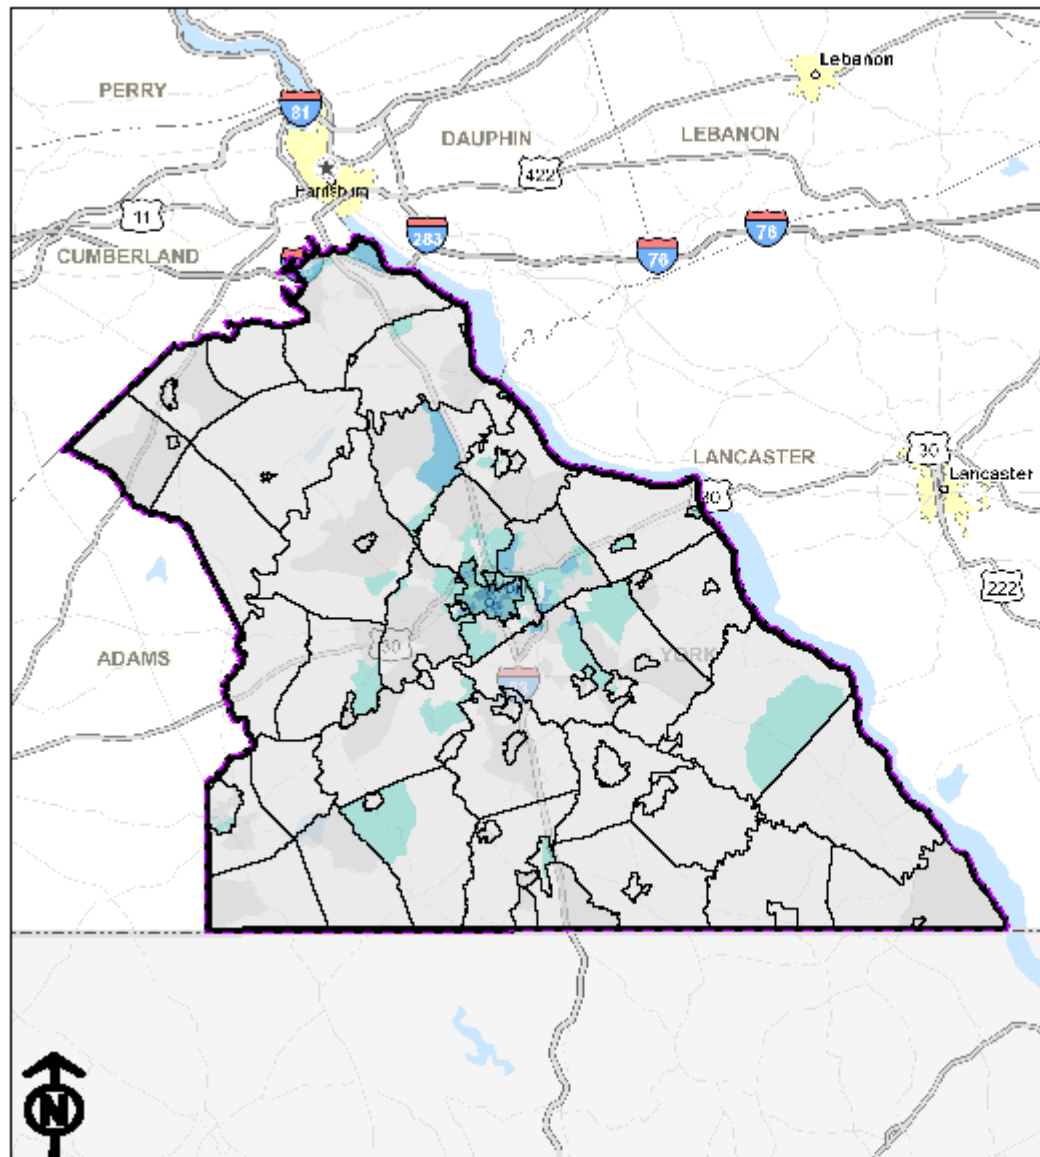 Lebanon
PERRY
81
DAUPHIN
LEBANON
422
Harrisburg
11
283
76
76
CUMBERLAND
LANCASTER
30
30
Lancaster
222
ADAMS
30
YORK
83
N